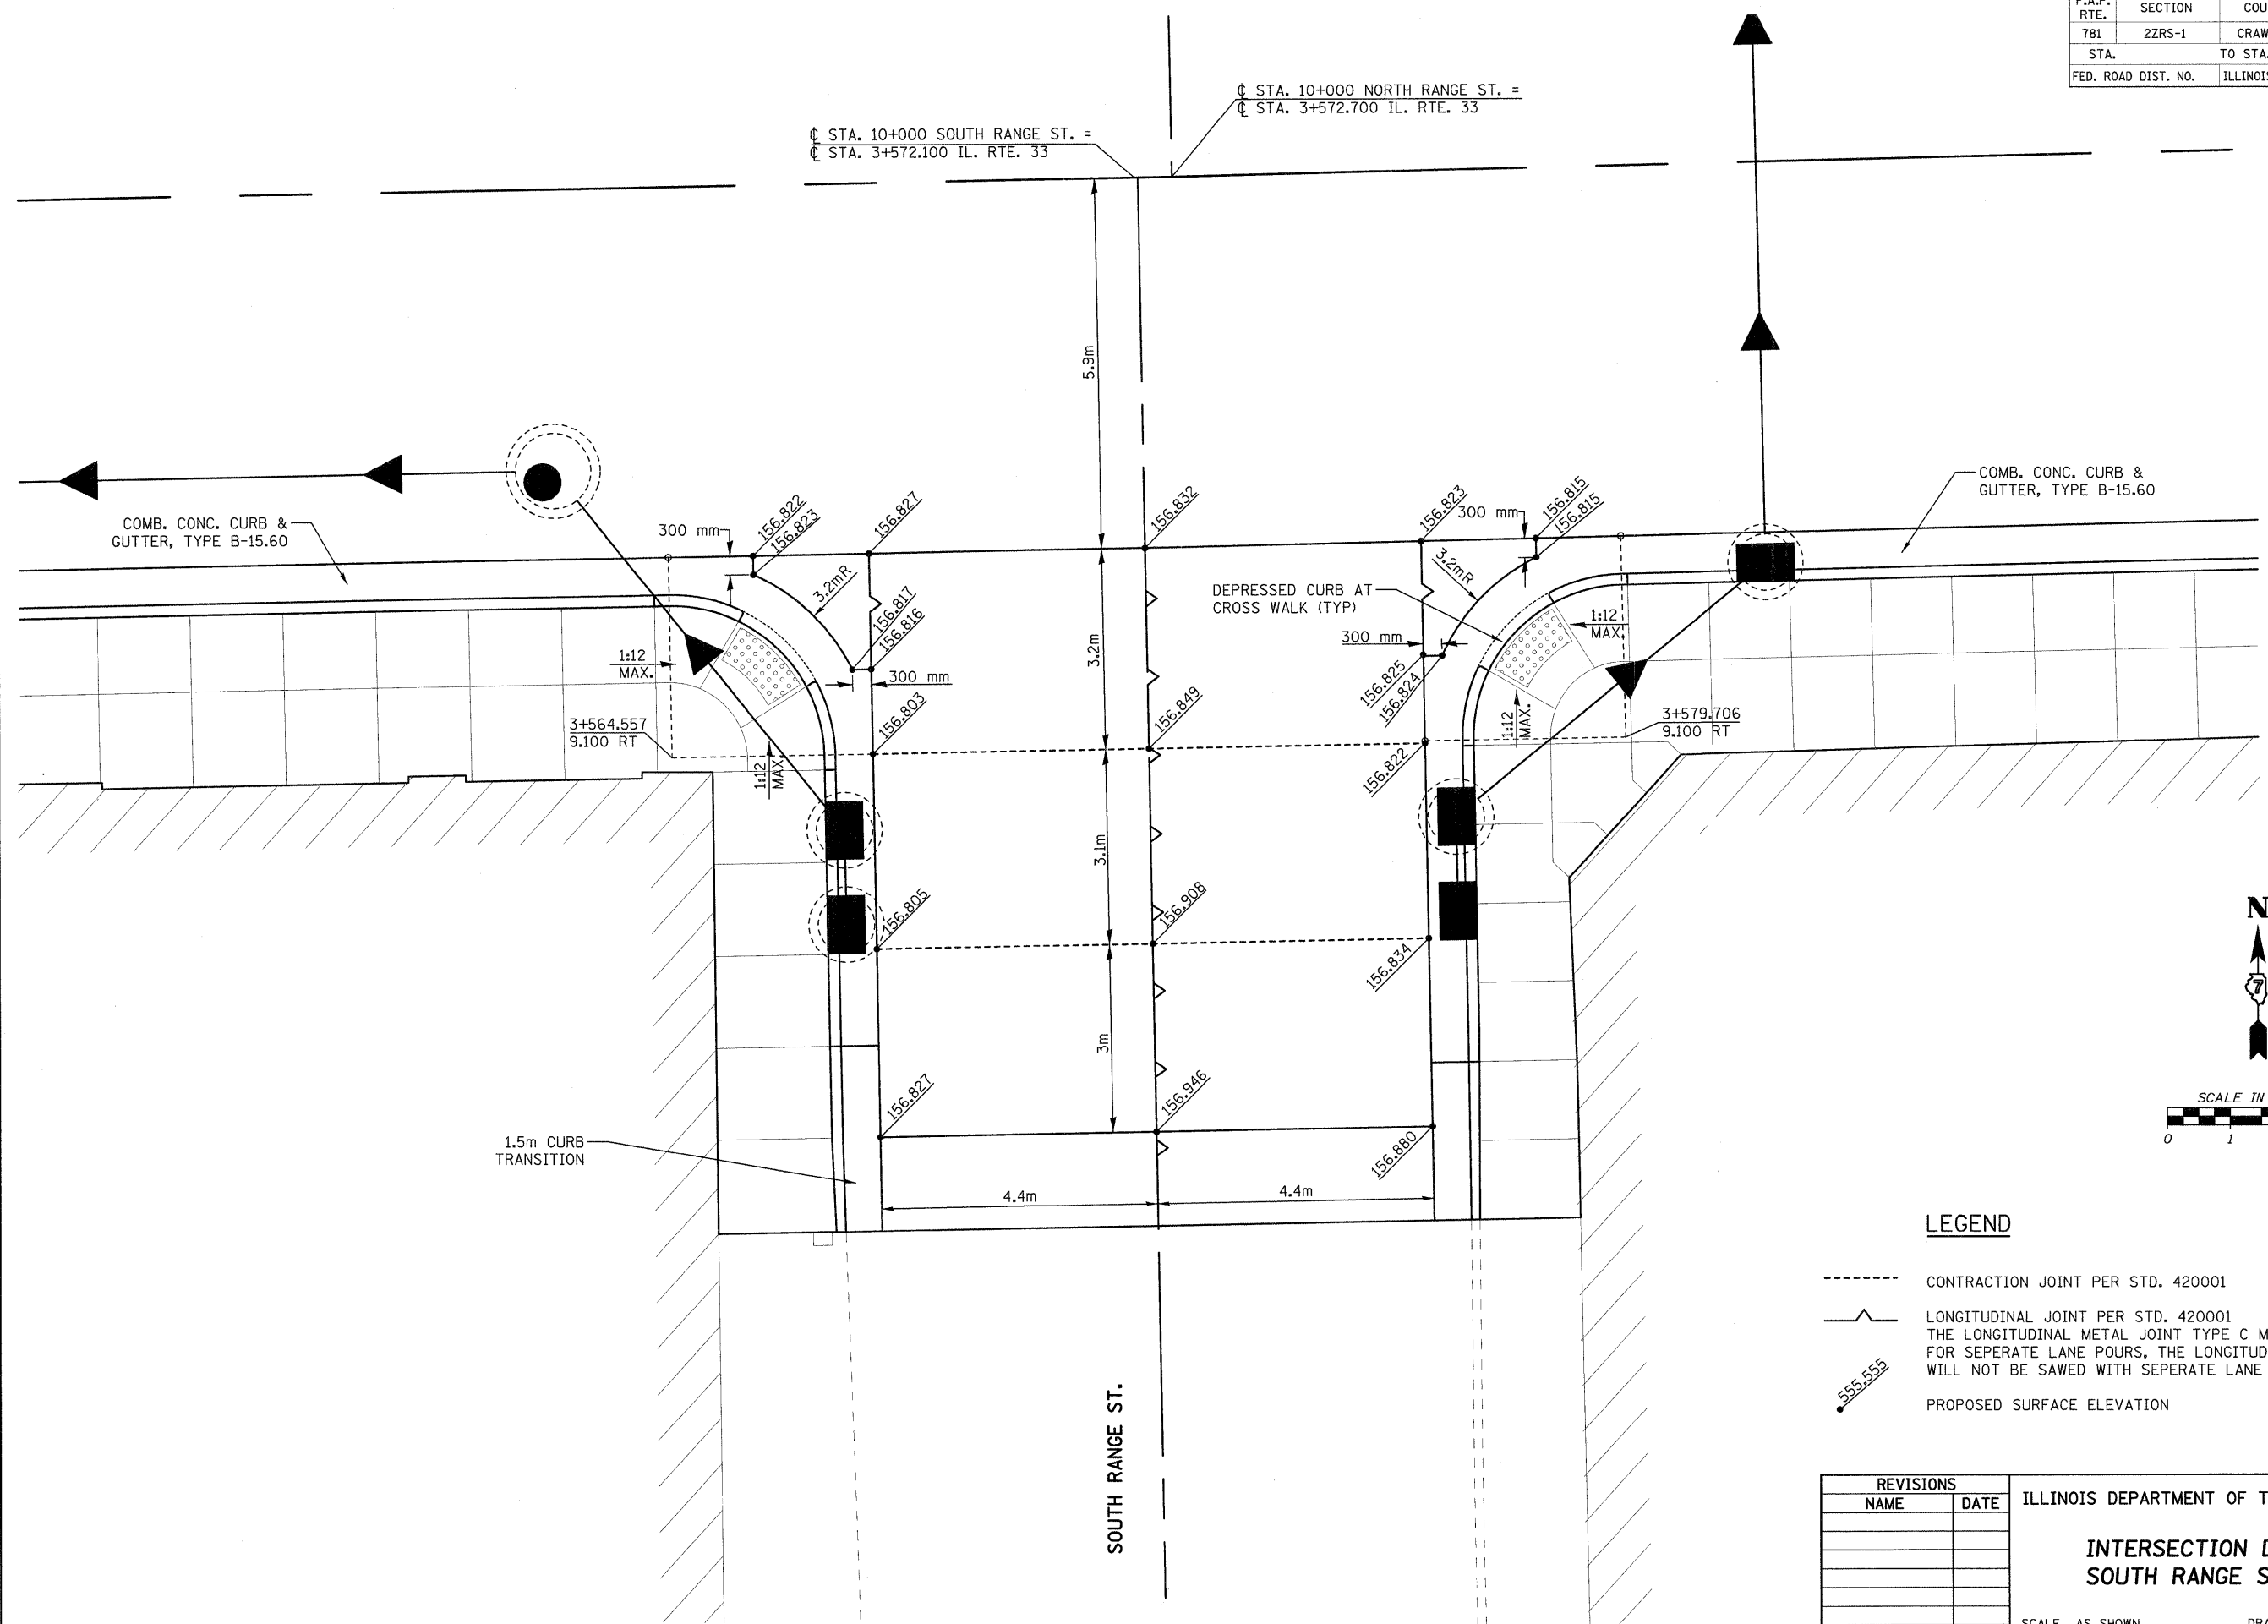 F.A.P. RTE. SECTION
781 2ZRS-1
STA. TO STA.
FED. ROAD DIST. NO.
℄ STA. 10+000 NORTH RANGE ST. =
℄ STA. 3+572.700 IL. RTE. 33
℄ STA. 10+000 SOUTH RANGE ST. =
℄ STA. 3+572.100 IL. RTE. 33
5.9m
COMB. CONC. CURB &
GUTTER, TYPE B-15.60
COMB. CONC. CURB &
GUTTER, TYPE B-15.60
300 mm
156.822
156.823
156.827
156.832
156.823
300 mm
156.815
156.815
3.2mR
3.2mR
156.817
156.816
DEPRESSED CURB AT
CROSS WALK (TYP)
1:12
MAX.
1:12
MAX.
300 mm
300 mm
3.2m
156.825
156.824
156.803
156.849
3+564.557
9.100 RT
3+579.706
9.100 RT
1:12
MAX.
1:12
MAX.
156.822
3.1m
156.805
156.908
156.834
N
7
3m
156.827
156.946
156.880
SCALE IN
0 1
1.5m CURB
TRANSITION
4.4m
4.4m
LEGEND
CONTRACTION JOINT PER STD. 420001
LONGITUDINAL JOINT PER STD. 420001
THE LONGITUDINAL METAL JOINT TYPE C
FOR SEPERATE LANE POURS, THE
WILL NOT BE SAWED WITH SEPERATE LANE
555.555
PROPOSED SURFACE ELEVATION
SOUTH RANGE ST.
REVISIONS
NAME DATE
ILLINOIS DEPARTMENT OF
INTERSECTION
SOUTH RANGE
SCALE AS SHOWN